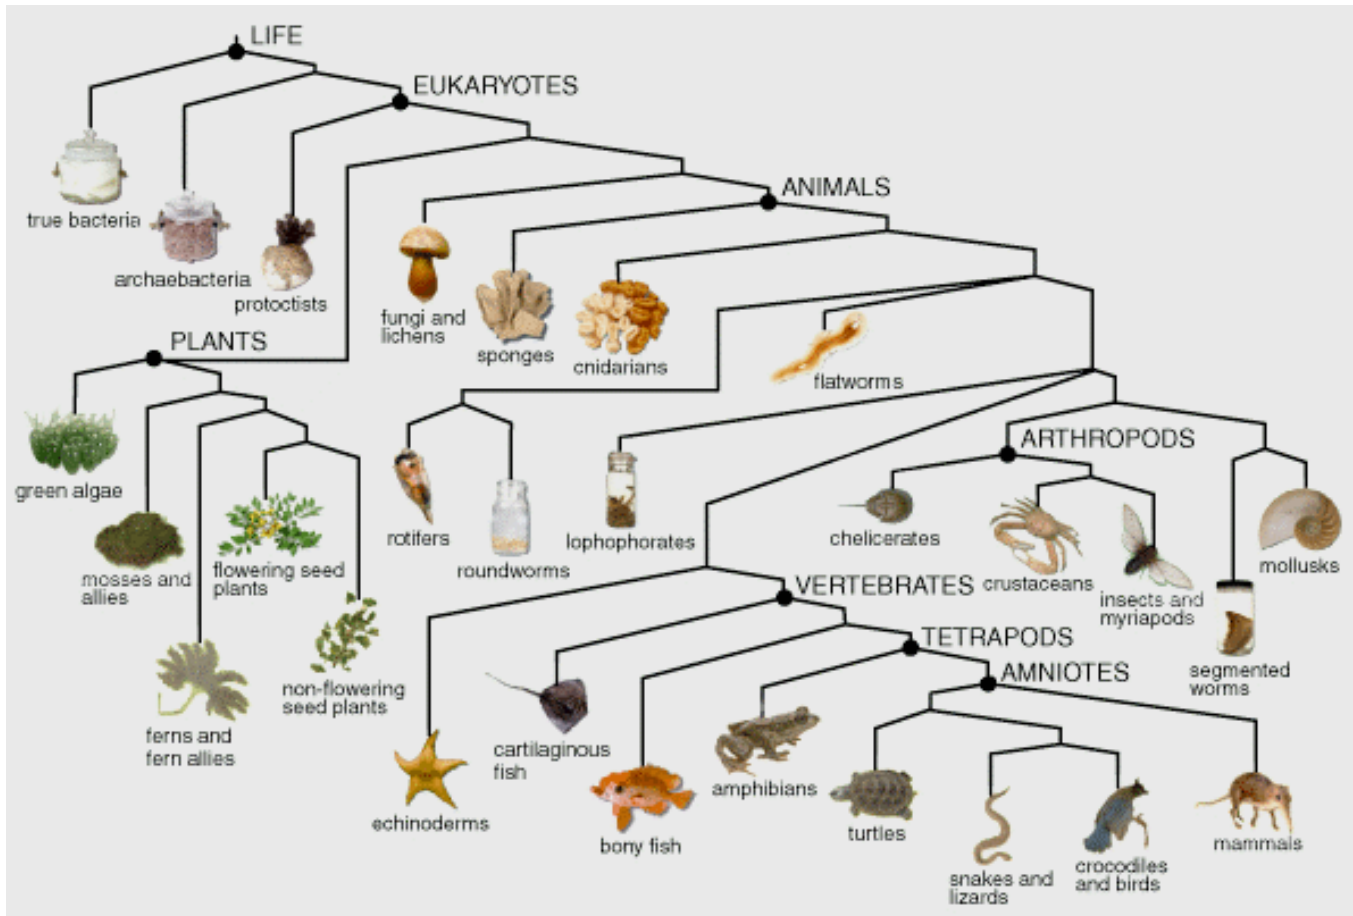 LIFE
EUKARYOTES
true bacteria
archaebacteria
protoctists
ANIMALS
fungi and
lichens
sponges
cnidarians
flatworms
PLANTS
green algae
mosses and
allies
flowering seed
plants
non-flowering
seed plants
ferns and
fern allies
rotifers
roundworms
lophophorates
ARTHROPODS
chelicerates
crustaceans
insects and
myriapods
mollusks
segmented
worms
VERTEBRATES
TETRAPODS
AMNIOTES
echinoderms
cartilaginous
fish
bony fish
amphibians
turtles
snakes and
lizards
crocodiles
and birds
mammals